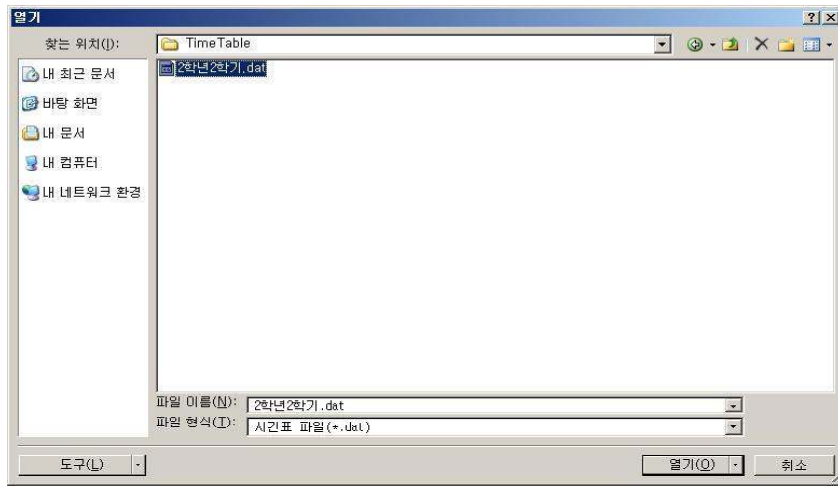 열기
찾는 위치(I):
TimeTable
내 최근 문서
바탕 화면
내 문서
내 컴퓨터
내 네트워크 환경
2학년2학기.dat
파일 이름(N):
2학년2학기.dat
파일 형식(T):
시간표 파일(*.dat)
도구(L)
열기(O)
취소